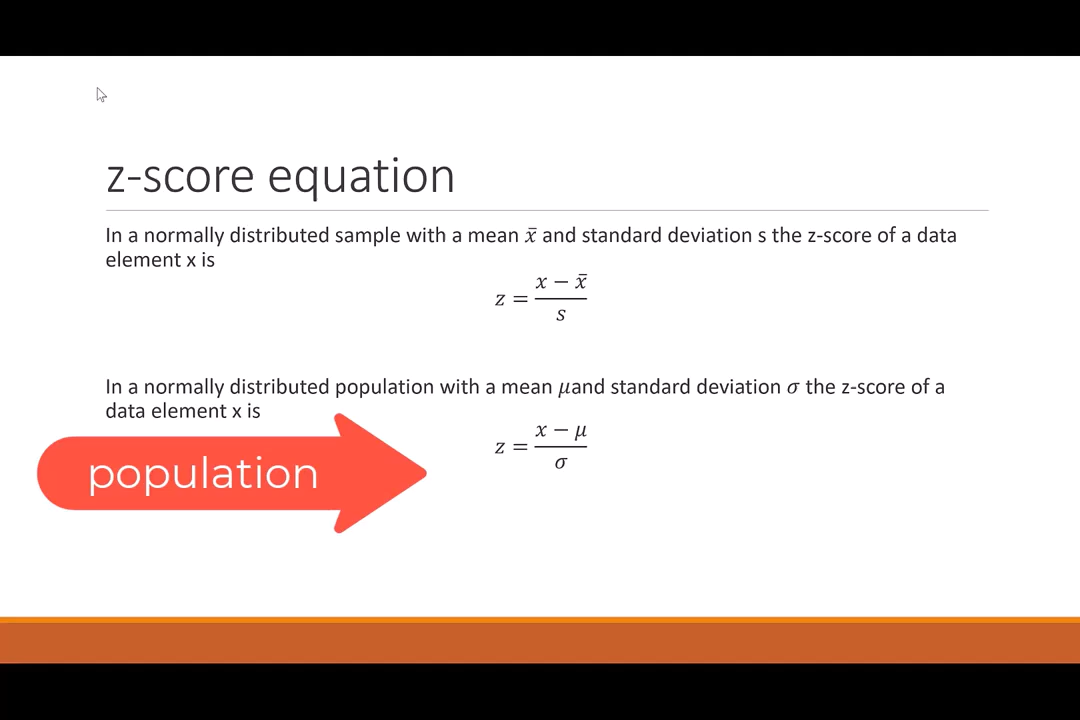 z-score equation
In a normally distributed sample with a mean x̄ and standard deviation s the z-score of a data
element x is
z = (x − x̄) / s
In a normally distributed population with a mean μand standard deviation σ the z-score of a
data element x is
z = (x − μ) / σ
population